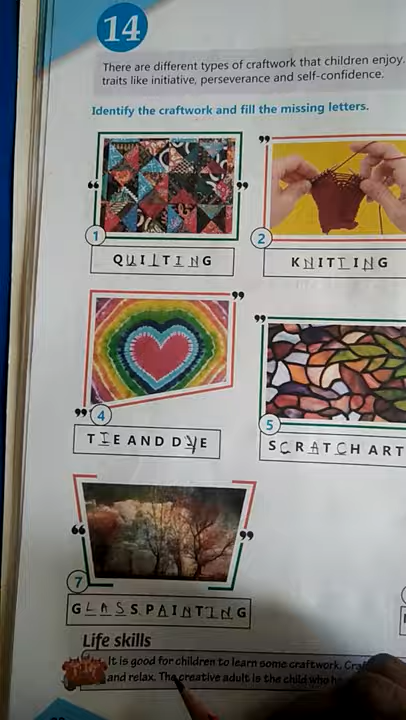 14
There are different types of craftwork that children enjoy.
traits like initiative, perseverance and self-confidence.
Identify the craftwork and fill the missing letters.
1
QUILTING
2
KNITTING
4
TIE AND DYE
5
SCRATCH ART
7
GLASS PAINTING
Life skills
It is good for children to learn some craftwork.
and relax. The creative adult is the child who